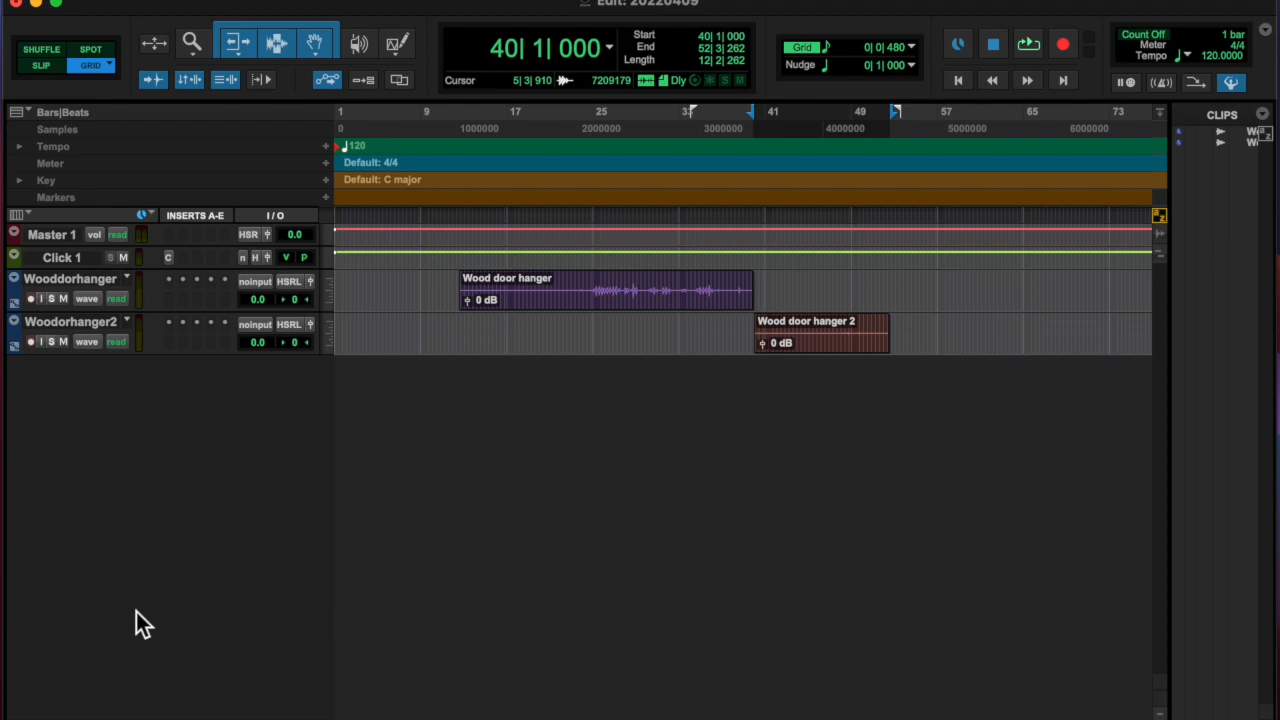 Edit: 20220409
SHUFFLE SPOT
SLIP GRID
40| 1| 000
Start 40| 1| 000
End 52| 3| 262
Length 12| 2| 262
Cursor 5| 3| 910 7209179 Dly S M
Grid 0| 0| 480
Nudge 0| 1| 000
Count Off 1 bar
Meter 4/4
Tempo 120.0000
Bars|Beats 1 9 17 25 33 41 49 57 65 73
Samples 0 1000000 2000000 3000000 4000000 5000000 6000000
Tempo 120
Meter Default: 4/4
Key Default: C major
Markers
INSERTS A-E I / O
CLIPS
Master 1 vol read HSR 0.0
Click 1 S M C n H V P
Wooddorhanger noinput HSRL
I S M wave read 0.0 0
Wood door hanger
0 dB
Woodorhanger2 noinput HSRL
I S M wave read 0.0 0
Wood door hanger 2
0 dB